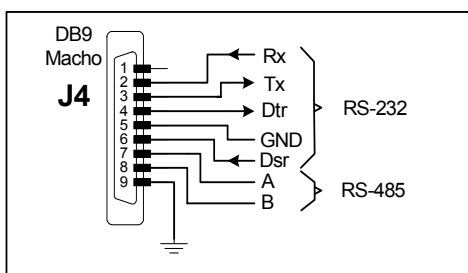 DB9
Macho
J4
1
2
3
4
5
6
7
8
9
Rx
Tx
Dtr
GND
Dsr
A
B
RS-232
RS-485